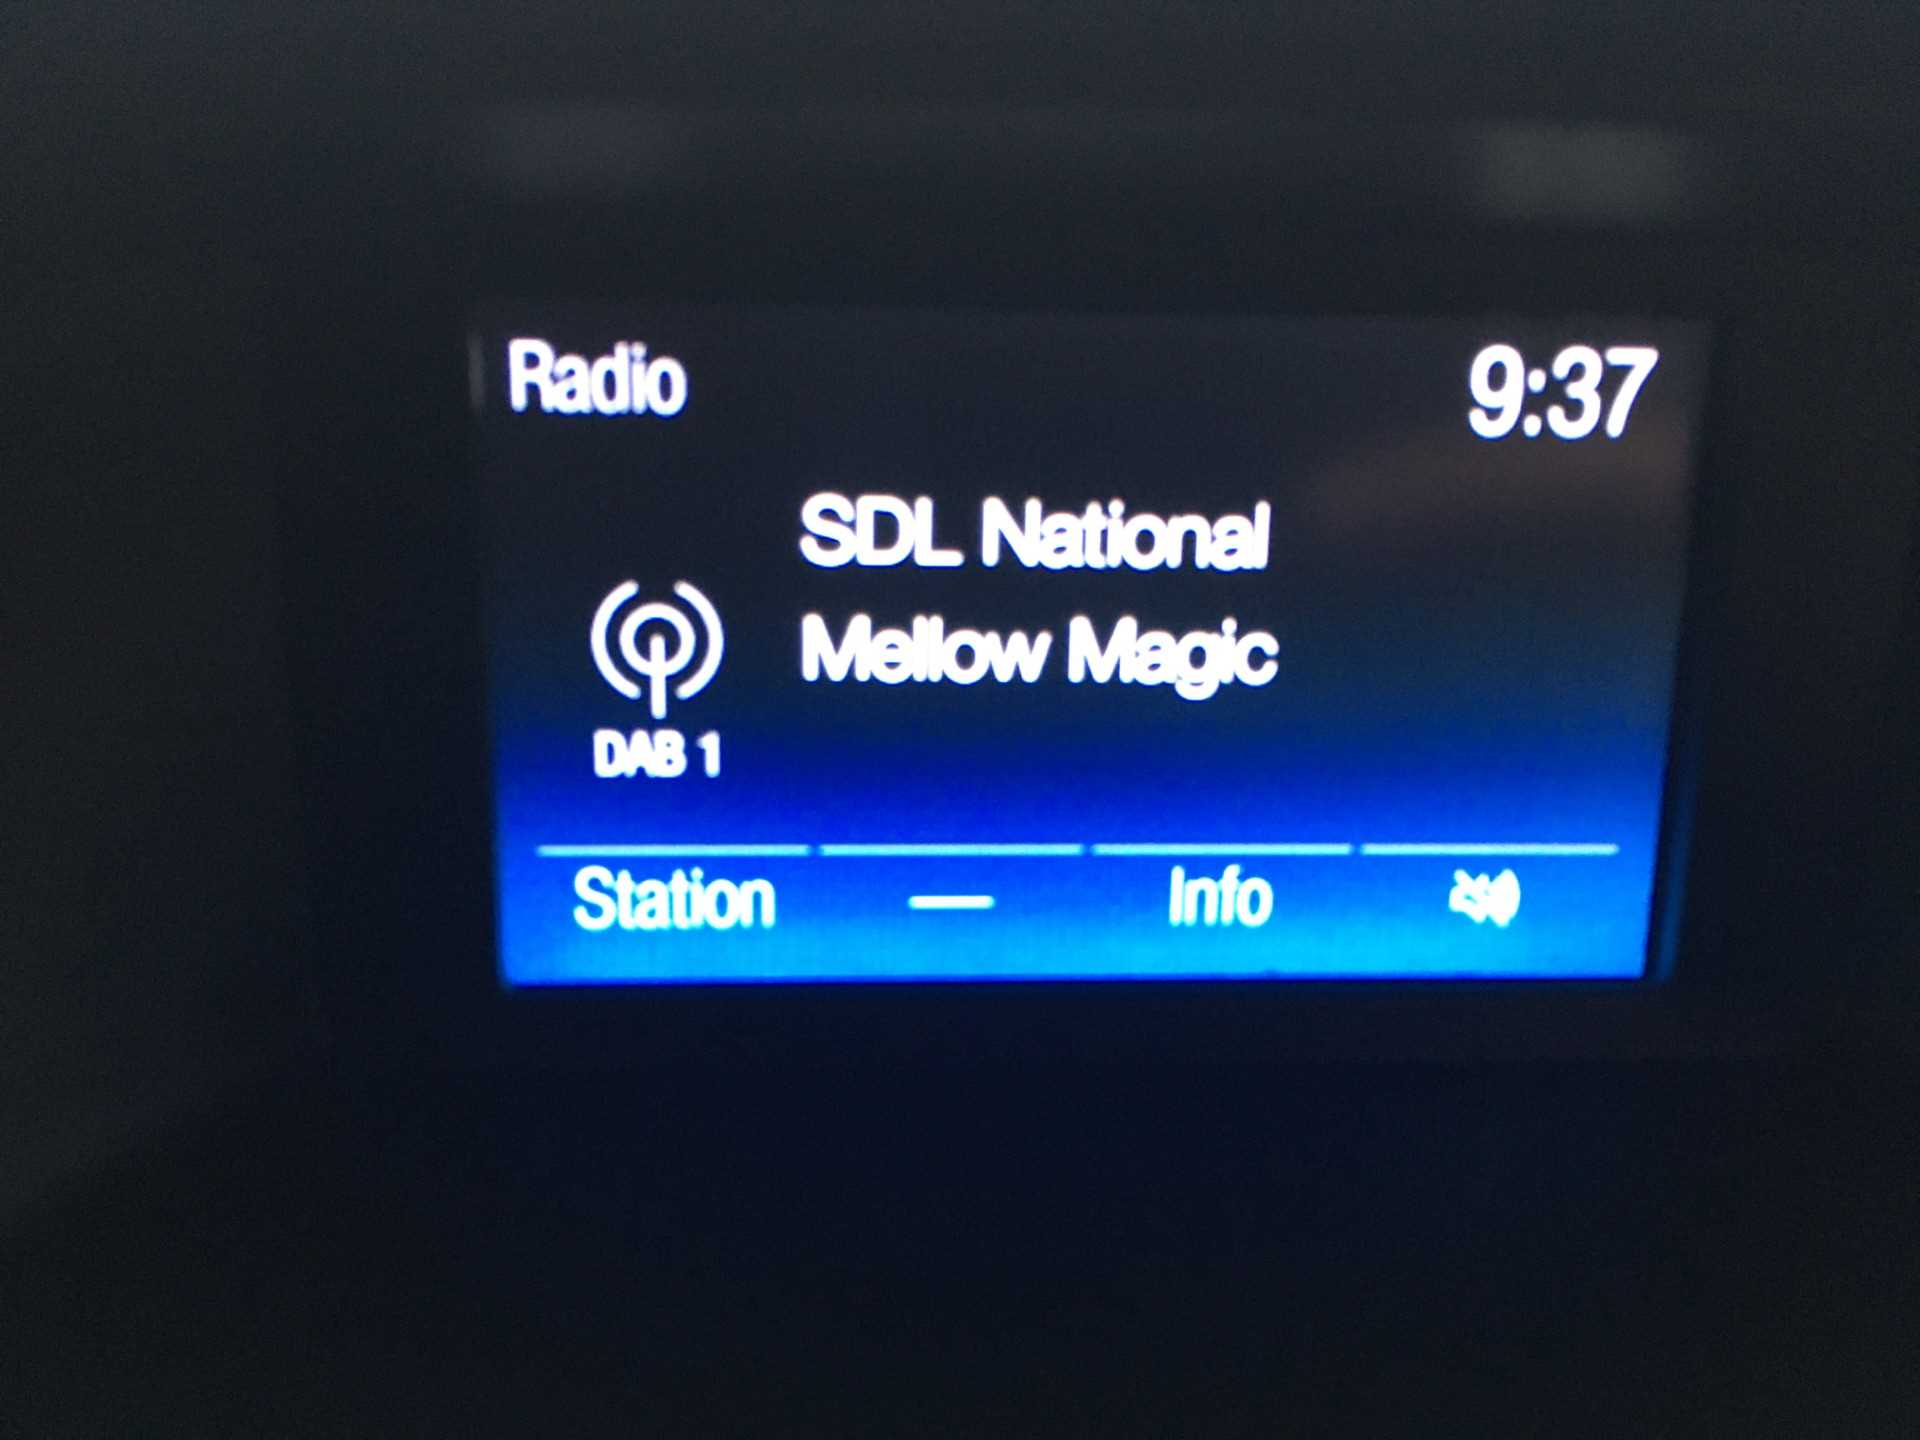 Radio
9:37
SDL National
Mellow Magic
DAB 1
Station
Info